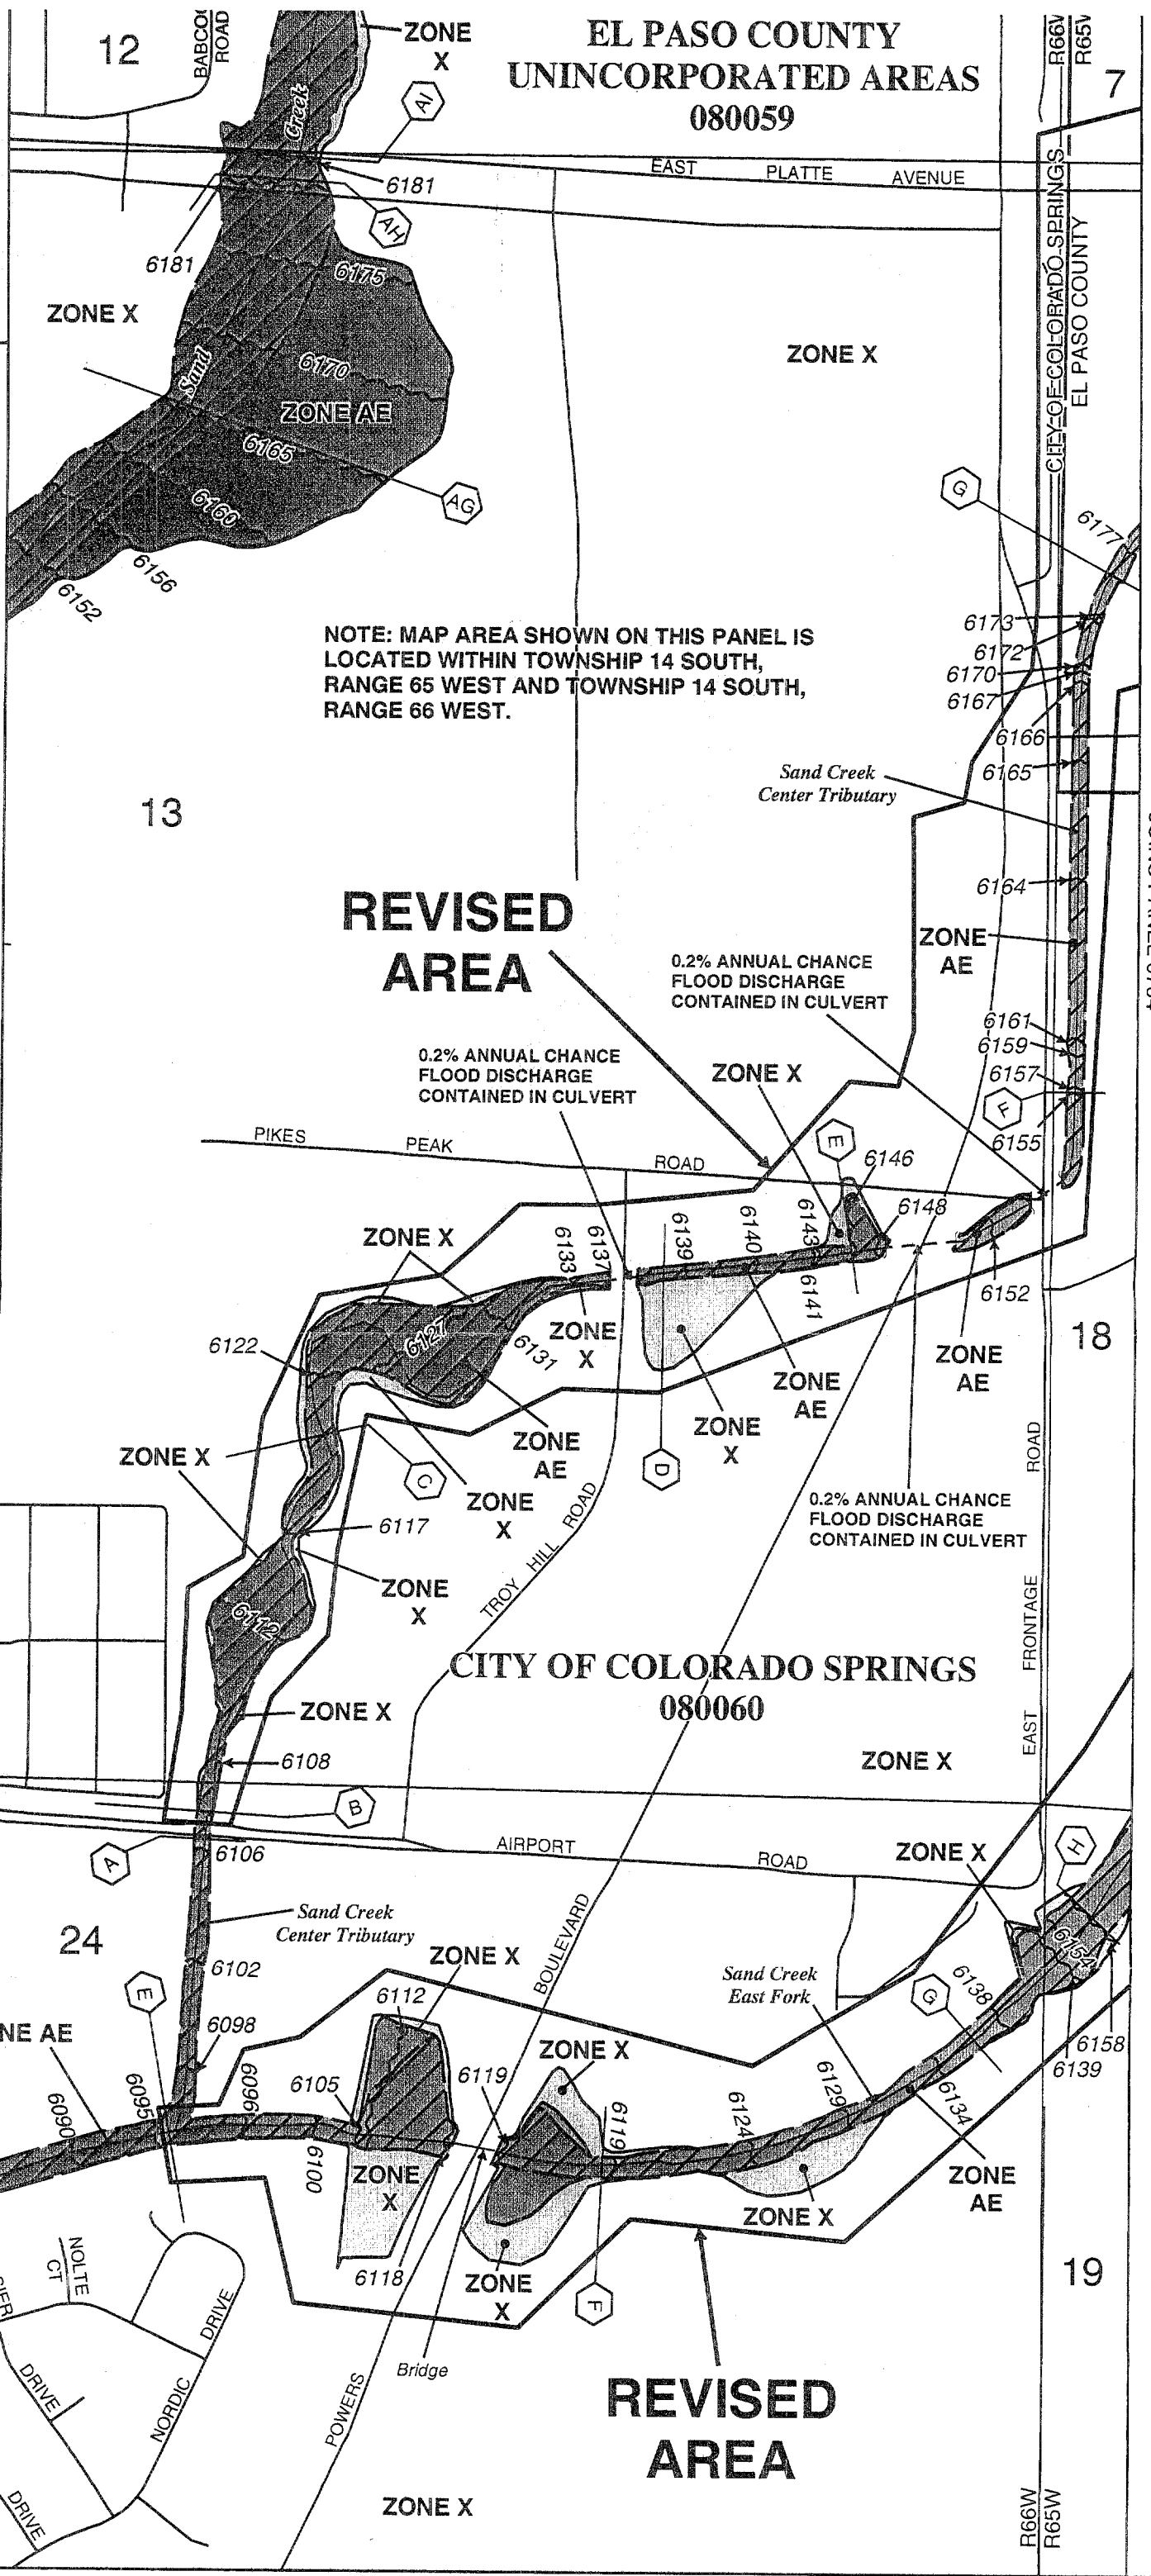 12
BABCO
ROAD
ZONE
X
EL PASO COUNTY
UNINCORPORATED AREAS
080059
R66W
R65W
7
Creek
AI
6181
EAST PLATTE AVENUE
AH
6181
6175
CITY OF COLORADO SPRINGS
EL PASO COUNTY
ZONE X
ZONE X
6170
Sand
ZONE AE
6165
AG
6160
G
6177
6156
6152
NOTE: MAP AREA SHOWN ON THIS PANEL IS
LOCATED WITHIN TOWNSHIP 14 SOUTH,
RANGE 65 WEST AND TOWNSHIP 14 SOUTH,
RANGE 66 WEST.
6173
6172
6170
6167
6166
6165
Sand Creek
Center Tributary
13
6164
REVISED
AREA
ZONE
AE
0.2% ANNUAL CHANCE
FLOOD DISCHARGE
CONTAINED IN CULVERT
6161
6159
6157
F
6155
0.2% ANNUAL CHANCE
FLOOD DISCHARGE
CONTAINED IN CULVERT
ZONE X
PIKES PEAK ROAD
E
6146
6148
6143
6140
6139
6137
6133
ZONE X
6141
6152
6122
6127
6131
ZONE
X
18
ZONE
AE
ZONE
AE
ZONE
X
ZONE
AE
D
ZONE X
C
ZONE
X
0.2% ANNUAL CHANCE
FLOOD DISCHARGE
CONTAINED IN CULVERT
6117
TROY HILL ROAD
EAST FRONTAGE ROAD
ZONE
X
6112
CITY OF COLORADO SPRINGS
080060
ZONE X
6108
ZONE X
B
AIRPORT ROAD
A
6106
ZONE X
H
Sand Creek
Center Tributary
24
ZONE X
6154
6102
E
Sand Creek
East Fork
6138
G
6112
6098
NE AE
ZONE X
6158
6139
6105
6119
6096
6095
6090
6119
6124
6129
6134
6100
ZONE
X
ZONE X
ZONE
AE
6118
ZONE
X
F
19
NOLTE
CT
DRIVE
Bridge
DRIVE
NORDIC
POWERS BOULEVARD
REVISED
AREA
DRIVE
ZONE X
R66W
R65W